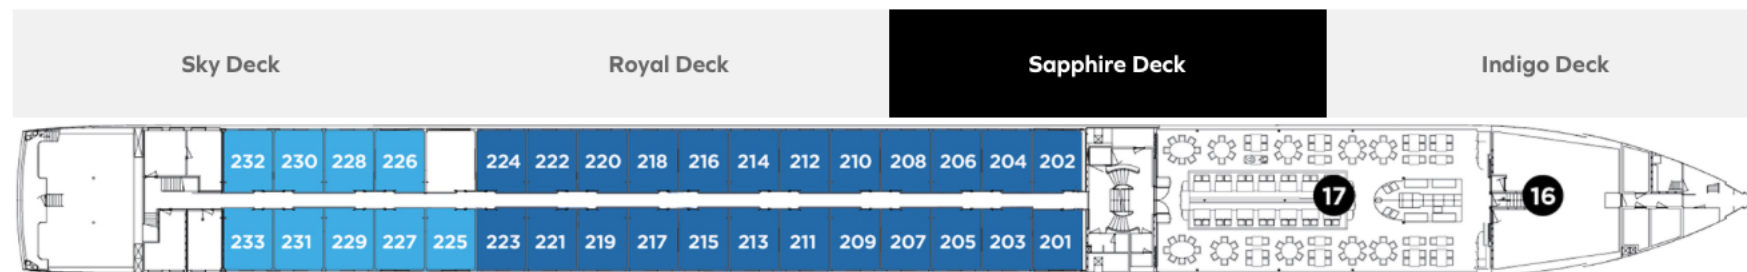 Sky Deck Royal Deck Sapphire Deck Indigo Deck
232 230 228 226 224 222 220 218 216 214 212 210 208 206 204 202
17 16
233 231 229 227 225 223 221 219 217 215 213 211 209 207 205 203 201